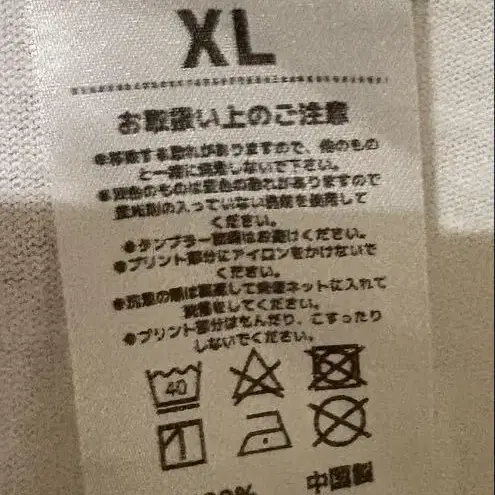 XL
お取扱い上のご注意
●移染する恐れがありますので、他のもの
と一緒に洗濯しないで下さい。
●淡色のものは変色の恐れがありますので
蛍光剤の入っていない洗剤を使用して
ください。
●タンブラー乾燥はお避けください。
●プリント部分にアイロンをかけないで
ください。
●洗濯の際は裏返して洗濯ネットに入れて
洗濯をしてください。
●プリント部分はもんだり、こすったり
しないでください。
40
中国製